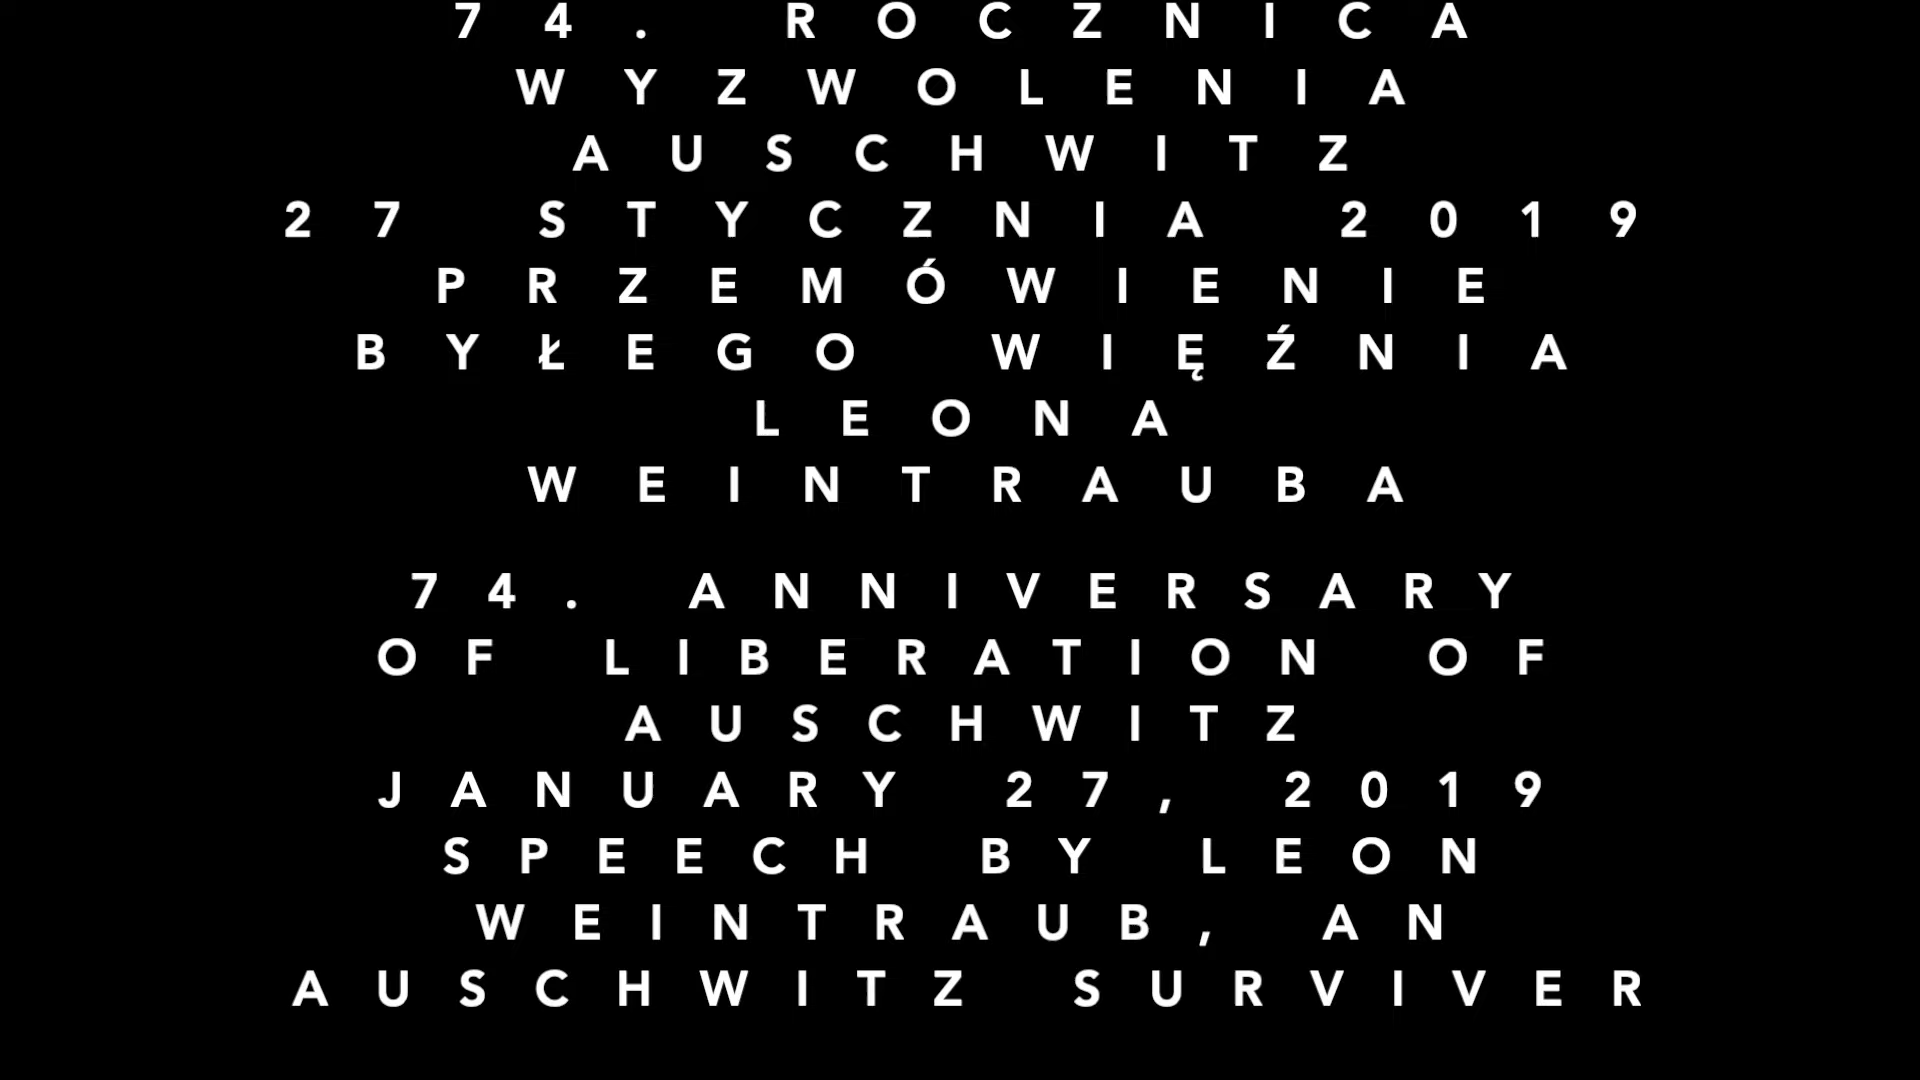 74. ROCZNICA
WYZWOLENIA
AUSCHWITZ
27 STYCZNIA 2019
PRZEMÓWIENIE
BYŁEGO WIĘŹNIA
LEONA
WEINTRAUBA
74. ANNIVERSARY
OF LIBERATION OF
AUSCHWITZ
JANUARY 27, 2019
SPEECH BY LEON
WEINTRAUB, AN
AUSCHWITZ SURVIVER